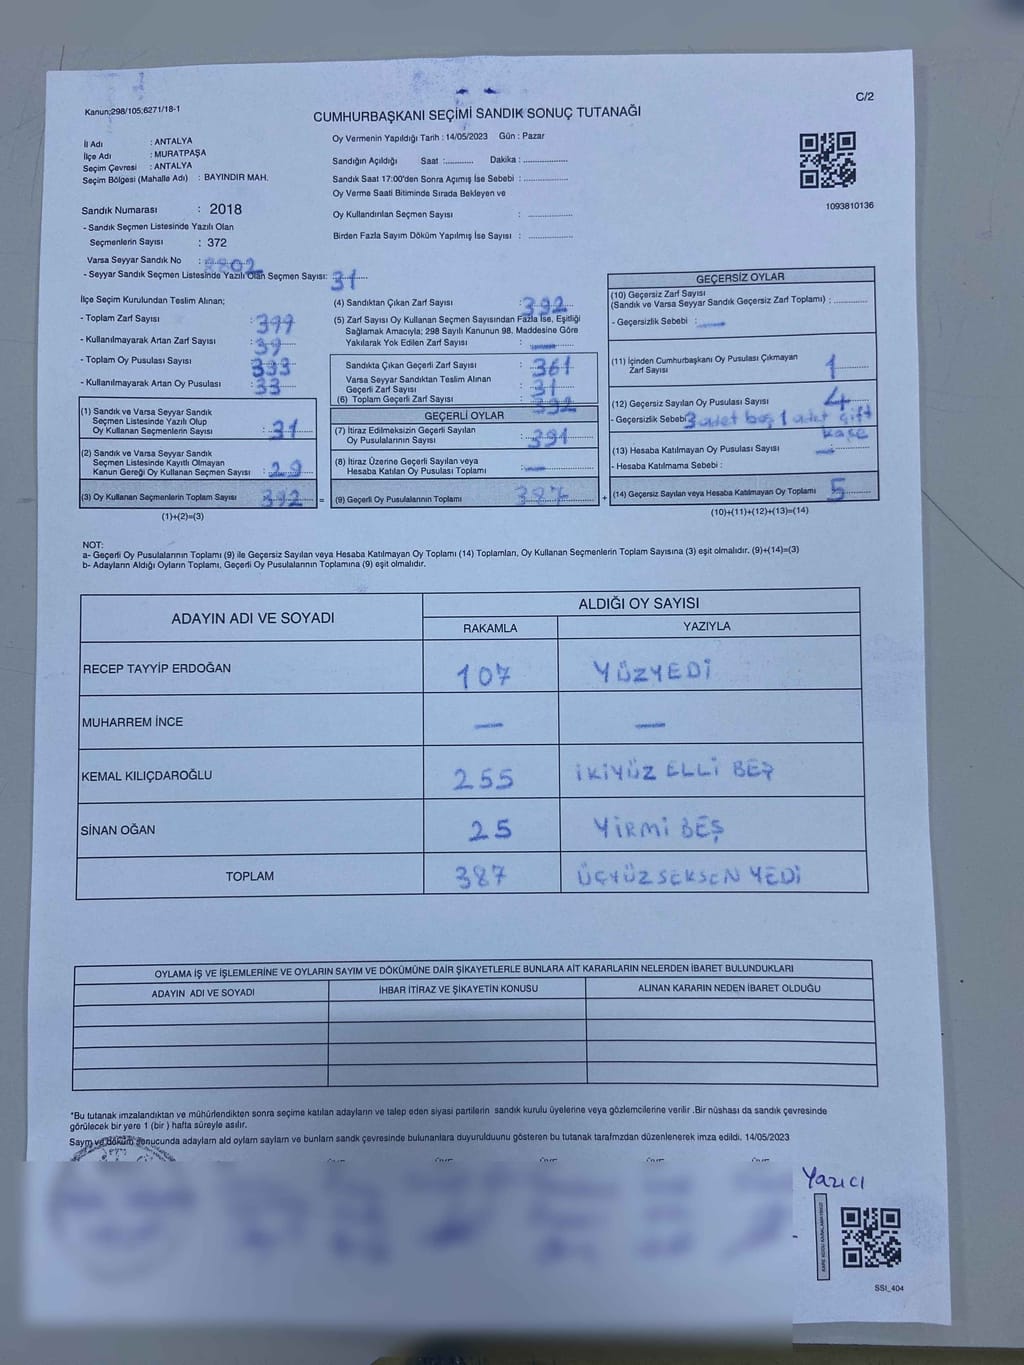 Kanun;298/105;6271/18-1
C/2
CUMHURBAŞKANI SEÇİMİ SANDIK SONUÇ TUTANAĞI
İl Adı : ANTALYA
İlçe Adı : MURATPAŞA
Seçim Çevresi : ANTALYA
Seçim Bölgesi (Mahalle Adı) : BAYINDIR MAH.
Sandık Numarası : 2018
- Sandık Seçmen Listesinde Yazılı Olan
Seçmenlerin Sayısı : 372
Varsa Seyyar Sandık No :
- Seyyar Sandık Seçmen Listesinde Yazılı Olan Seçmen Sayısı: 31
Oy Vermenin Yapıldığı Tarih : 14/05/2023 Gün : Pazar
Sandığın Açıldığı Saat :........... Dakika : ................
Sandık Saat 17:00'den Sonra Açımış İse Sebebi : ................
Oy Verme Saati Bitiminde Sırada Bekleyen ve
Oy Kullandırılan Seçmen Sayısı : ................
Birden Fazla Sayım Döküm Yapılmış İse Sayısı : ................
1093810136
İlçe Seçim Kurulundan Teslim Alınan;
- Toplam Zarf Sayısı : 399
- Kullanılmayarak Artan Zarf Sayısı : 39
- Toplam Oy Pusulası Sayısı : 333
- Kullanılmayarak Artan Oy Pusulası : 33
(1) Sandık ve Varsa Seyyar Sandık
Seçmen Listesinde Yazılı Olup
Oy Kullanan Seçmenlerin Sayısı : 31
(2) Sandık ve Varsa Seyyar Sandık
Seçmen Listesinde Kayıtlı Olmayan
Kanun Gereği Oy Kullanan Seçmen Sayısı : 29
(3) Oy Kullanan Seçmenlerin Toplam Sayısı 392 =
(1)+(2)=(3)
(4) Sandıktan Çıkan Zarf Sayısı : 392
(5) Zarf Sayısı Oy Kullanan Seçmen Sayısından Fazla İse, Eşitliği
Sağlamak Amacıyla; 298 Sayılı Kanunun 98. Maddesine Göre
Yakılarak Yok Edilen Zarf Sayısı : —
Sandıkta Çıkan Geçerli Zarf Sayısı : 361
Varsa Seyyar Sandıktan Teslim Alınan
Geçerli Zarf Sayısı : 31
(6) Toplam Geçerli Zarf Sayısı : 392
GEÇERLİ OYLAR
(7) İtiraz Edilmeksizin Geçerli Sayılan
Oy Pusulalarının Sayısı : 391
(8) İtiraz Üzerine Geçerli Sayılan veya
Hesaba Katılan Oy Pusulası Toplamı : —
(9) Geçerli Oy Pusulalarının Toplamı 387 +
GEÇERSİZ OYLAR
(10) Geçersiz Zarf Sayısı
(Sandık ve Varsa Seyyar Sandık Geçersiz Zarf Toplamı) : ............
- Geçersizlik Sebebi : —
(11) İçinden Cumhurbaşkanı Oy Pusulası Çıkmayan
Zarf Sayısı 1
(12) Geçersiz Sayılan Oy Pusulası Sayısı 4
- Geçersizlik Sebebi 3 adet boş 1 adet çift
kaşe
(13) Hesaba Katılmayan Oy Pusulası Sayısı —
- Hesaba Katılmama Sebebi :
(14) Geçersiz Sayılan veya Hesaba Katılmayan Oy Toplamı 5
(10)+(11)+(12)+(13)=(14)
NOT:
a- Geçerli Oy Pusulalarının Toplamı (9) ile Geçersiz Sayılan veya Hesaba Katılmayan Oy Toplamı (14) Toplamları, Oy Kullanan Seçmenlerin Toplam Sayısına (3) eşit olmalıdır. (9)+(14)=(3)
b- Adayların Aldığı Oyların Toplamı, Geçerli Oy Pusulalarının Toplamına (9) eşit olmalıdır.
ADAYIN ADI VE SOYADI ALDIĞI OY SAYISI
RAKAMLA YAZIYLA
RECEP TAYYİP ERDOĞAN 107 YÜZYEDİ
MUHARREM İNCE — —
KEMAL KILIÇDAROĞLU 255 İKİYÜZ ELLİ BEŞ
SİNAN OĞAN 25 YİRMİ BEŞ
TOPLAM 387 ÜÇYÜZ SEKSEN YEDİ
OYLAMA İŞ VE İŞLEMLERİNE VE OYLARIN SAYIM VE DÖKÜMÜNE DAİR ŞİKAYETLERLE BUNLARA AİT KARARLARIN NELERDEN İBARET BULUNDUKLARI
ADAYIN ADI VE SOYADI İHBAR İTİRAZ VE ŞİKAYETİN KONUSU ALINAN KARARIN NEDEN İBARET OLDUĞU
*Bu tutanak imzalandıktan ve mühürlendikten sonra seçime katılan adayların ve talep eden siyasi partilerin sandık kurulu üyelerine veya gözlemcilerine verilir .Bir nüshası da sandık çevresinde
görülecek bir yere 1 (bir ) hafta süreyle asılır.
Sayım ve döküm sonucunda adaylarn ald oylarn saylarn ve bunların sandk çevresinde bulunanlara duyurulduunu gösteren bu tutanak tarafmzdan düzenlenerek imza edildi. 14/05/2023
Yazıcı
SSI_404